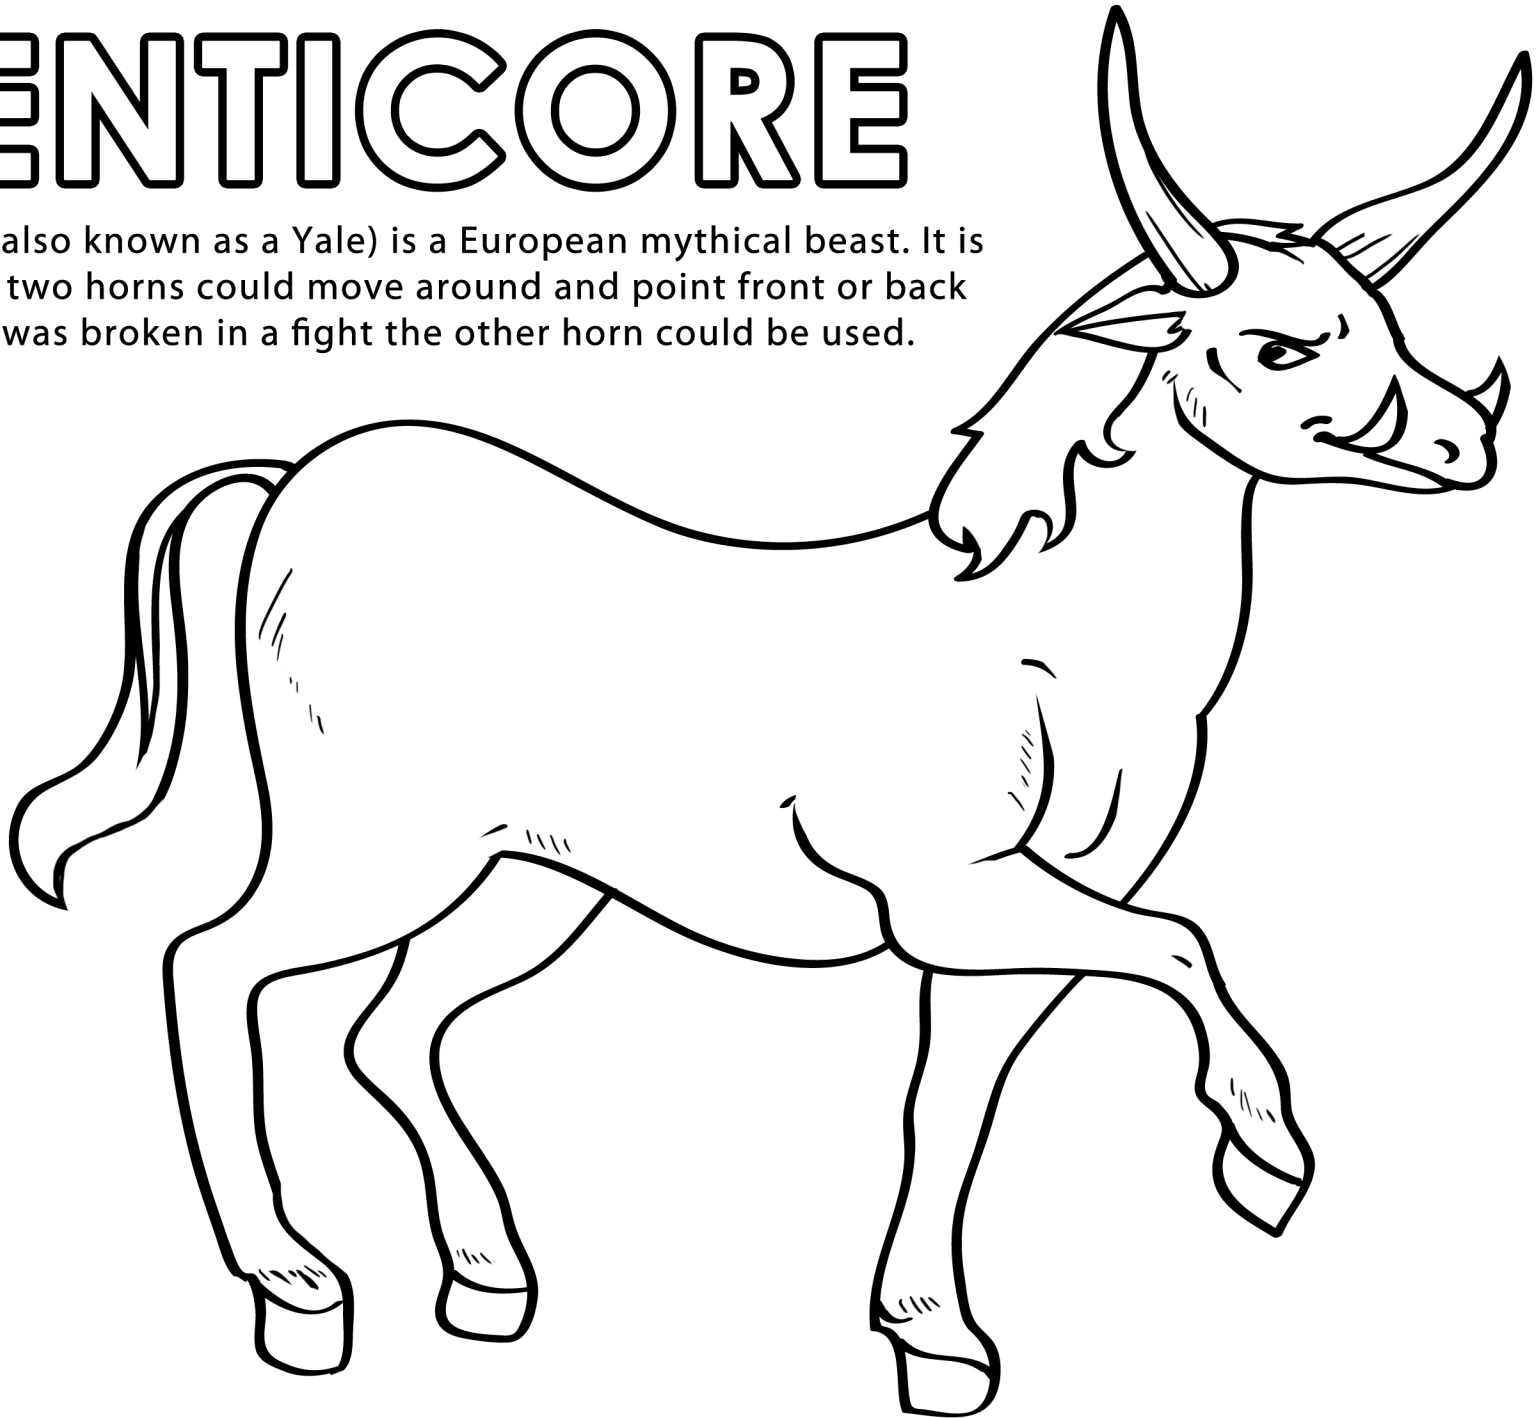 ENTICORE
also known as a Yale) is a European mythical beast. It is
two horns could move around and point front or back
was broken in a fight the other horn could be used.